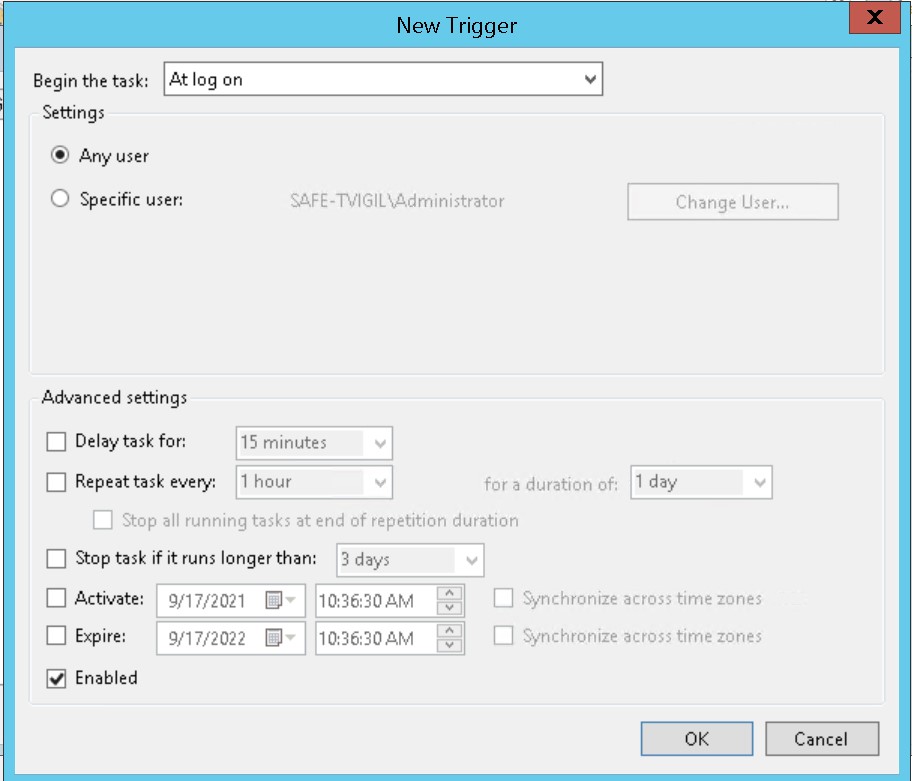 New Trigger
X
Begin the task: At log on
Settings
Any user
Specific user: SAFE-TVIGIL\Administrator Change User...
Advanced settings
Delay task for: 15 minutes
Repeat task every: 1 hour for a duration of: 1 day
Stop all running tasks at end of repetition duration
Stop task if it runs longer than: 3 days
Activate: 9/17/2021 10:36:30 AM Synchronize across time zones
Expire: 9/17/2022 10:36:30 AM Synchronize across time zones
Enabled
OK Cancel